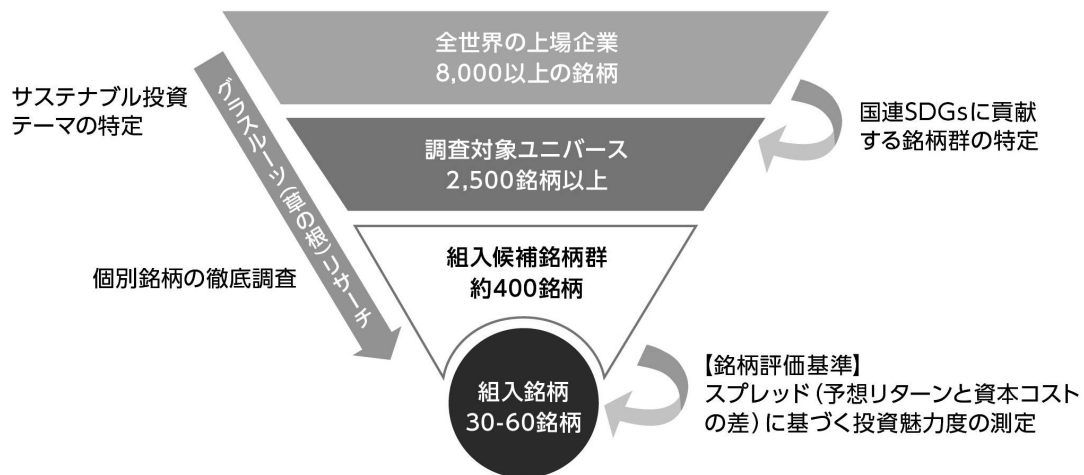 全世界の上場企業
8,000以上の銘柄
サステナブル投資
テーマの特定
グラスルーツ(草の根)リサーチ
国連SDGsに貢献
する銘柄群の特定
調査対象ユニバース
2,500銘柄以上
個別銘柄の徹底調査
組入候補銘柄群
約400銘柄
組入銘柄
30-60銘柄
【銘柄評価基準】
スプレッド(予想リターンと資本コスト
の差)に基づく投資魅力度の測定